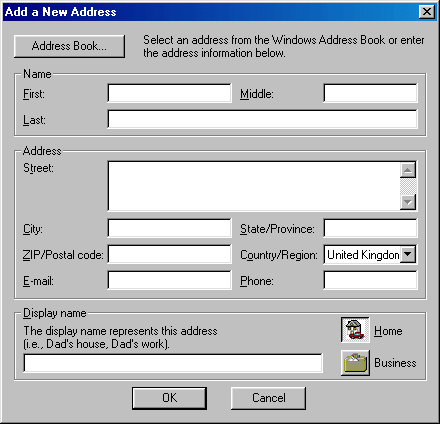 Add a New Address
Address Book...
Select an address from the Windows Address Book or enter
the address information below.
Name
First:
Middle:
Last:
Address
Street:
City:
State/Province:
ZIP/Postal code:
Country/Region:
United Kingdon
E-mail:
Phone:
Display name
The display name represents this address
(i.e., Dad's house, Dad's work).
Home
Business
OK
Cancel